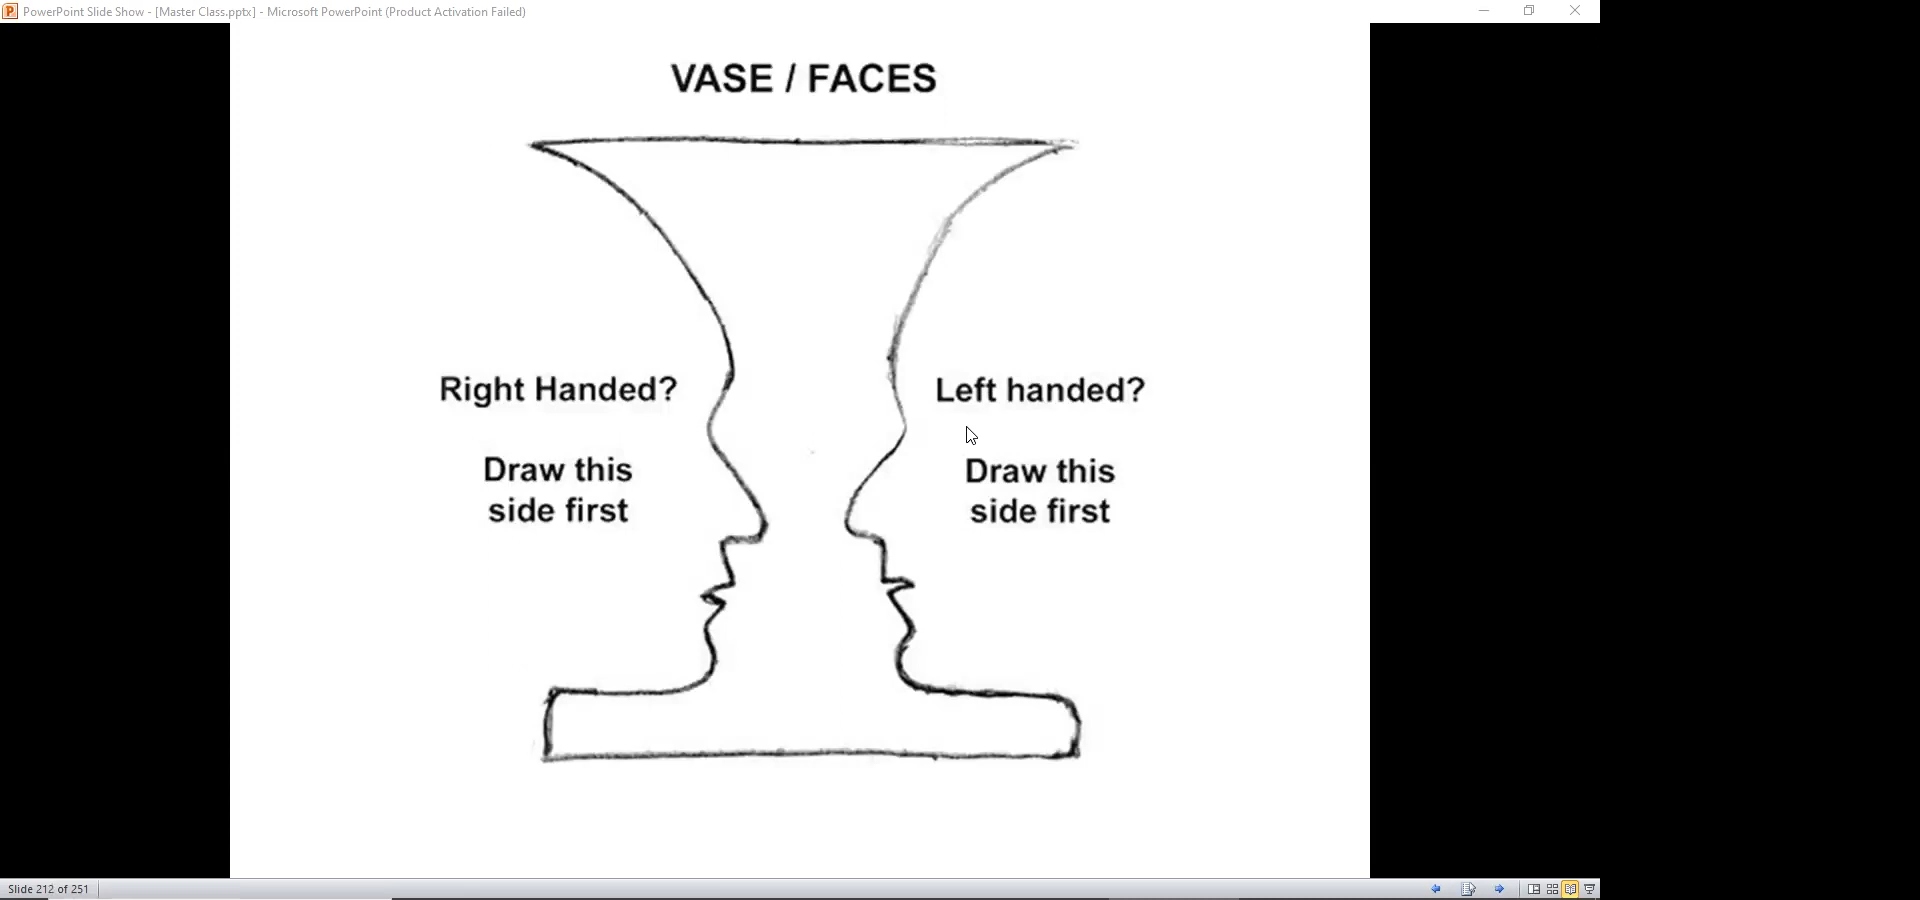 PowerPoint Slide Show - [Master Class.pptx] - Microsoft PowerPoint (Product Activation Failed)
VASE / FACES
Right Handed?
Draw this
side first
Left handed?
Draw this
side first
Slide 212 of 251